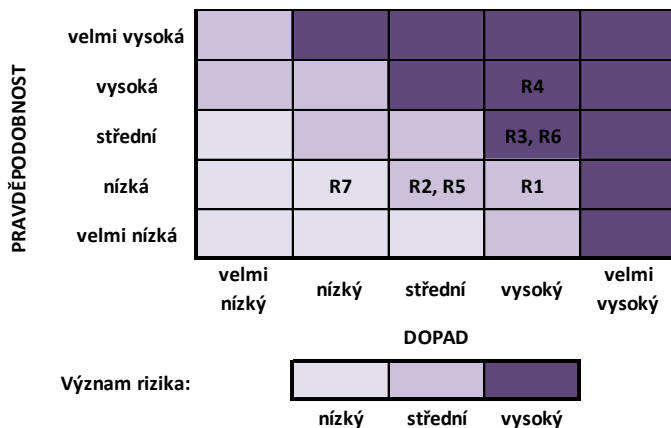 PRAVDĚPODOBNOST
velmi vysoká
vysoká R4
střední R3, R6
nízká R7 R2, R5 R1
velmi nízká
velmi nízký nízký střední vysoký velmi vysoký
DOPAD
Význam rizika:
nízký střední vysoký